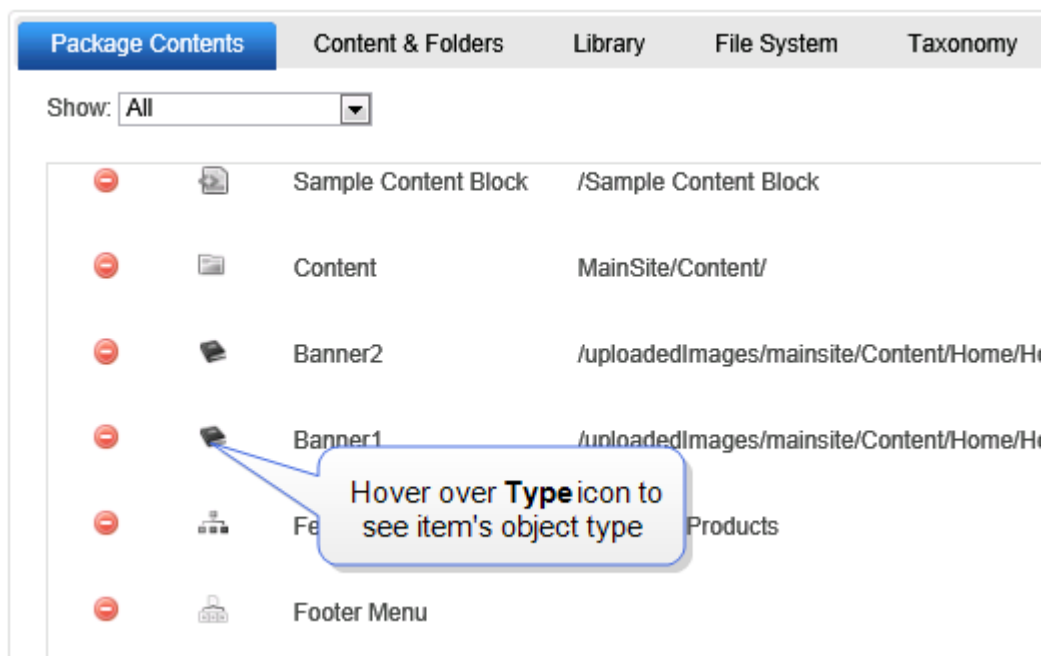 Package Contents Content & Folders Library File System Taxonomy
Show: All
Sample Content Block /Sample Content Block
Content MainSite/Content/
Banner2 /uploadedImages/mainsite/Content/Home/
Banner1 /uploadedImages/mainsite/Content/Home/
Hover over Type icon to
see item's object type
Products
Footer Menu